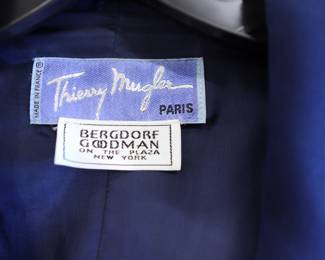 MADE IN FRANCE
Thierry Mugler
PARIS
BERGDORF
GOODMAN
ON THE PLAZA
NEW YORK